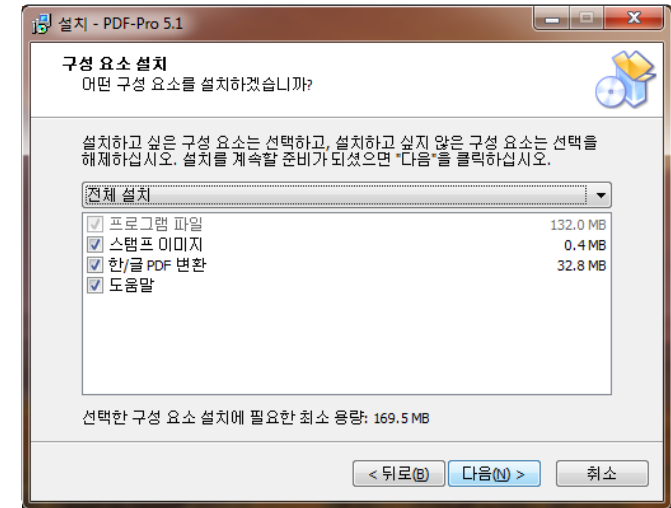 설치 - PDF-Pro 5.1
구성 요소 설치
어떤 구성 요소를 설치하겠습니까?
설치하고 싶은 구성 요소는 선택하고, 설치하고 싶지 않은 구성 요소는 선택을
해제하십시오. 설치를 계속할 준비가 되셨으면 "다음"을 클릭하십시오.
전체 설치
프로그램 파일 132.0 MB
스탬프 이미지 0.4 MB
한/글 PDF 변환 32.8 MB
도움말
선택한 구성 요소 설치에 필요한 최소 용량: 169.5 MB
< 뒤로(B) 다음(N) > 취소